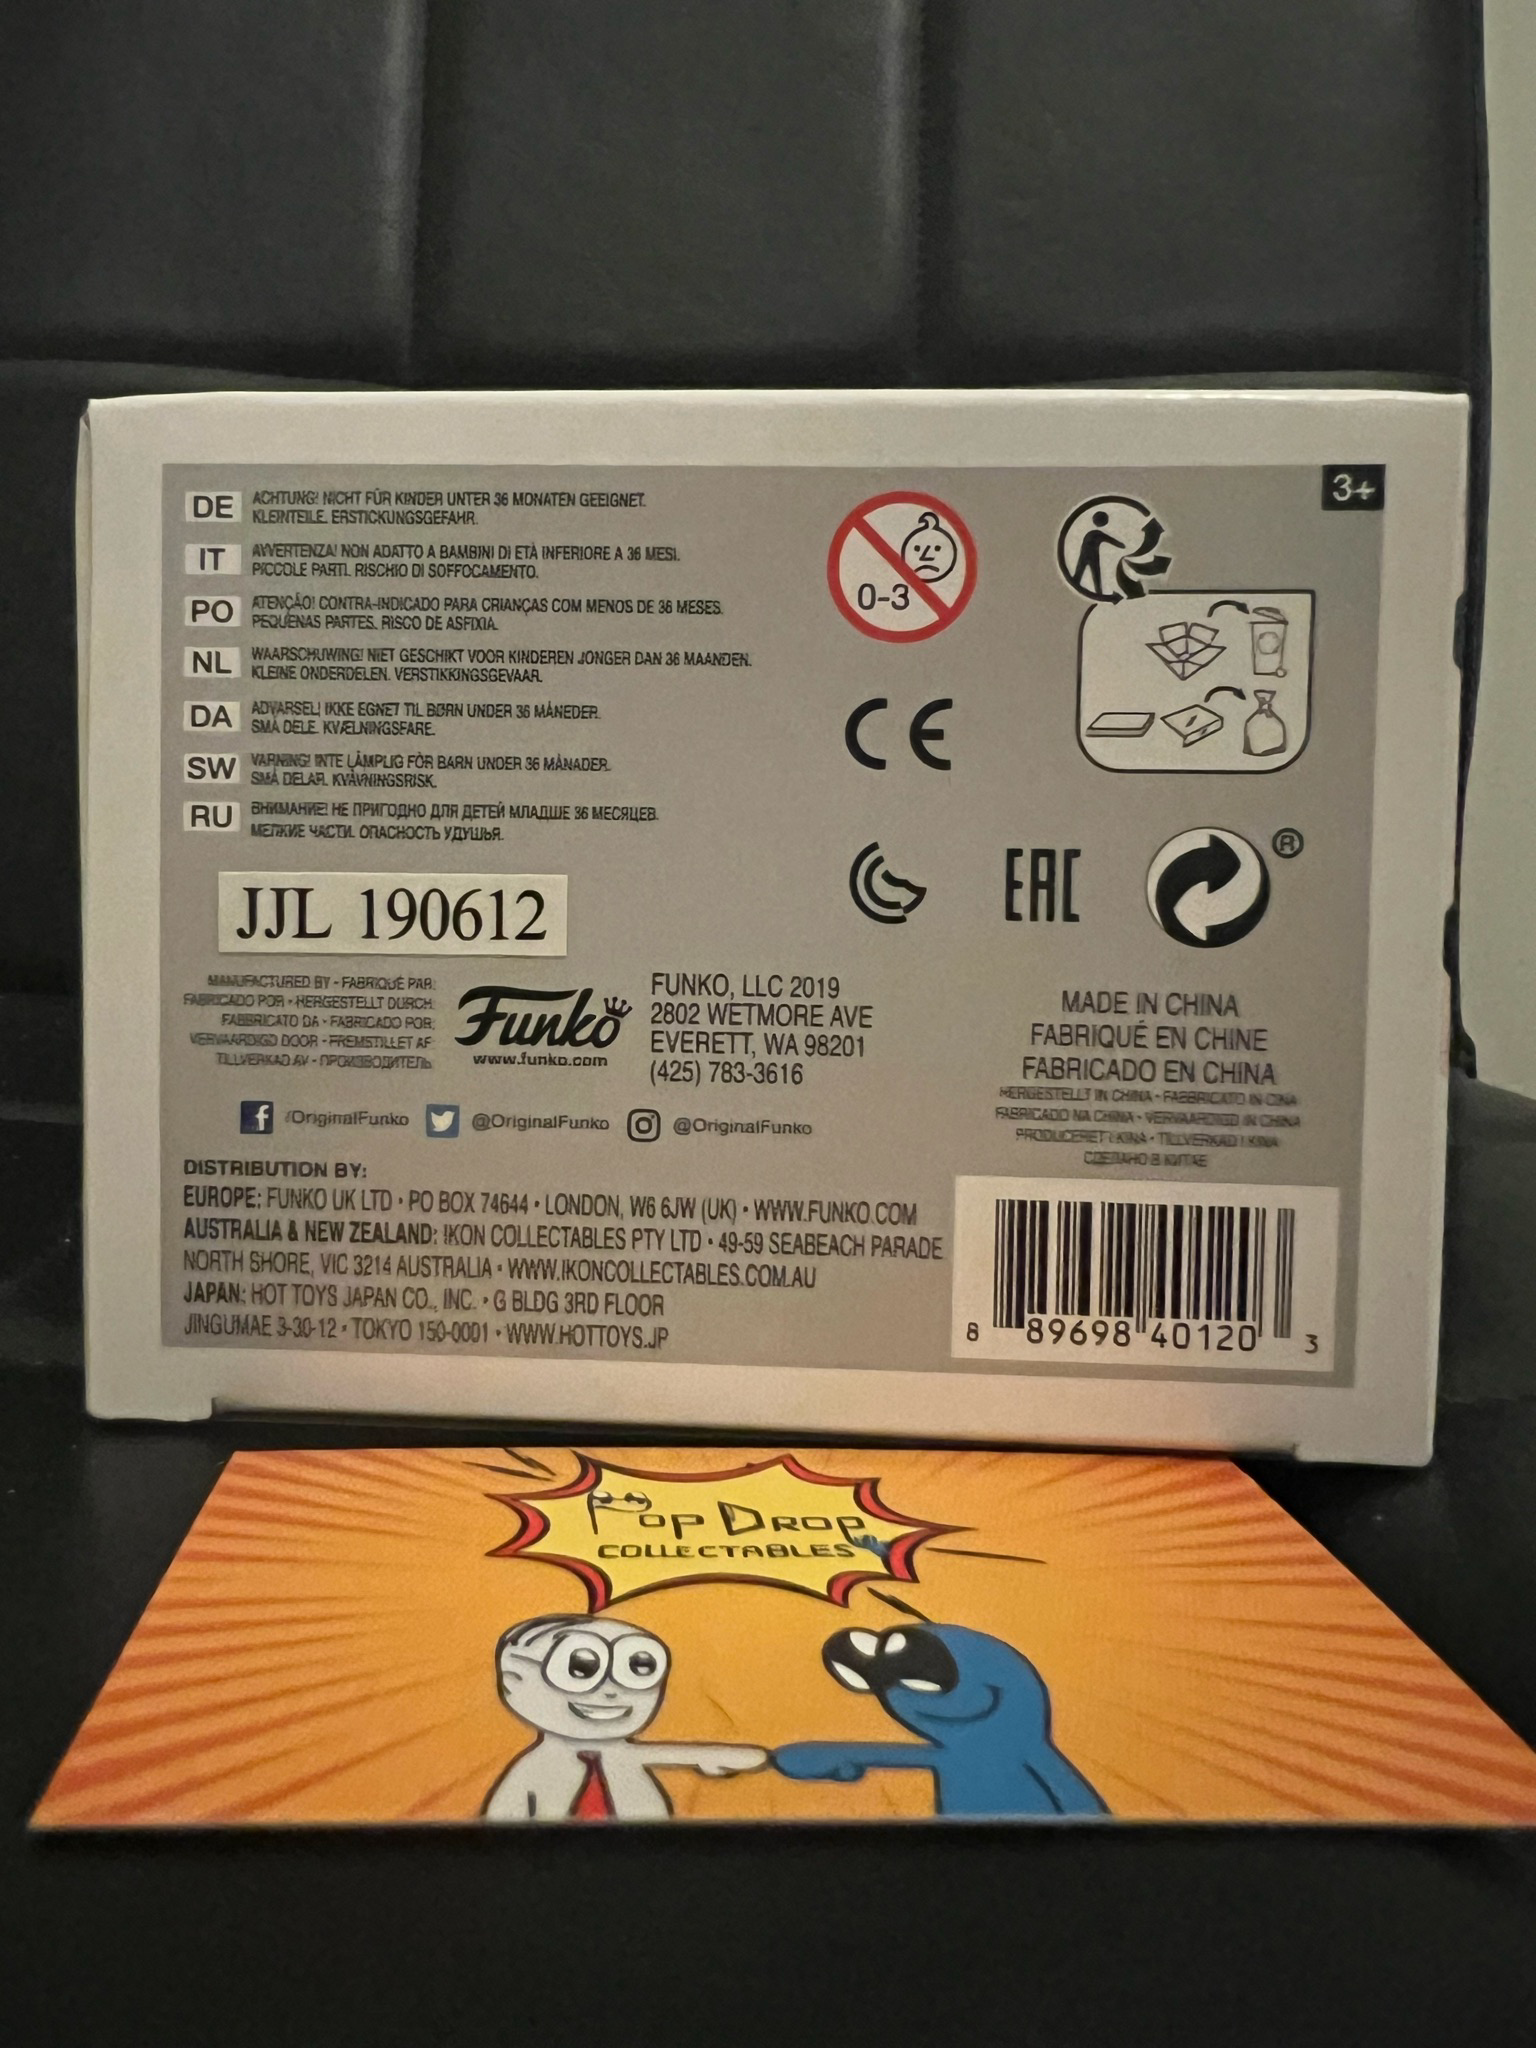 3+
DE ACHTUNG! NICHT FÜR KINDER UNTER 36 MONATEN GEEIGNET.
KLEINTEILE. ERSTICKUNGSGEFAHR.
IT AVVERTENZA! NON ADATTO A BAMBINI DI ETÀ INFERIORE A 36 MESI.
PICCOLE PARTI. RISCHIO DI SOFFOCAMENTO.
PO ATENÇÃO! CONTRA-INDICADO PARA CRIANÇAS COM MENOS DE 36 MESES.
PEQUENAS PARTES. RISCO DE ASFIXIA.
NL WAARSCHUWING! NIET GESCHIKT VOOR KINDEREN JONGER DAN 36 MAANDEN.
KLEINE ONDERDELEN. VERSTIKKINGSGEVAAR.
DA ADVARSEL! IKKE EGNET TIL BØRN UNDER 36 MÅNEDER.
SMÅ DELE. KVÆLNINGSFARE.
SW VARNING! INTE LÄMPLIG FÖR BARN UNDER 36 MÅNADER.
SMÅ DELAR. KVÄVNINGSRISK.
RU ВНИМАНИЕ! НЕ ПРИГОДНО ДЛЯ ДЕТЕЙ МЛАДШЕ 36 МЕСЯЦЕВ.
МЕЛКИЕ ЧАСТИ. ОПАСНОСТЬ УДУШЬЯ.
0-3
CE
EAC
®
JJL 190612
MANUFACTURED BY • FABRIQUÉ PAR:
FABRICADO POR • HERGESTELLT DURCH:
FABBRICATO DA • FABRICADO POR:
VERVAARDIGD DOOR • FREMSTILLET AF
TILLVERKAD AV • ПРОИЗВОДИТЕЛЬ
Funko
www.funko.com
FUNKO, LLC 2019
2802 WETMORE AVE
EVERETT, WA 98201
(425) 783-3616
MADE IN CHINA
FABRIQUÉ EN CHINE
FABRICADO EN CHINA
HERGESTELLT IN CHINA • FABBRICATO IN CINA
FABRICADO NA CHINA • VERVAARDIGD IN CHINA
PRODUCERET I KINA • TILLVERKAD I KINA
СДЕЛАНО В КИТАЕ
f /OriginalFunko @OriginalFunko @OriginalFunko
DISTRIBUTION BY:
EUROPE: FUNKO UK LTD • PO BOX 74644 • LONDON, W6 6JW (UK) • WWW.FUNKO.COM
AUSTRALIA & NEW ZEALAND: IKON COLLECTABLES PTY LTD • 49-59 SEABEACH PARADE
NORTH SHORE, VIC 3214 AUSTRALIA • WWW.IKONCOLLECTABLES.COM.AU
JAPAN: HOT TOYS JAPAN CO., INC. • G BLDG 3RD FLOOR
JINGUMAE 3-30-12 • TOKYO 150-0001 • WWW.HOTTOYS.JP
8 89698 40120 3
POP DROP
COLLECTABLES